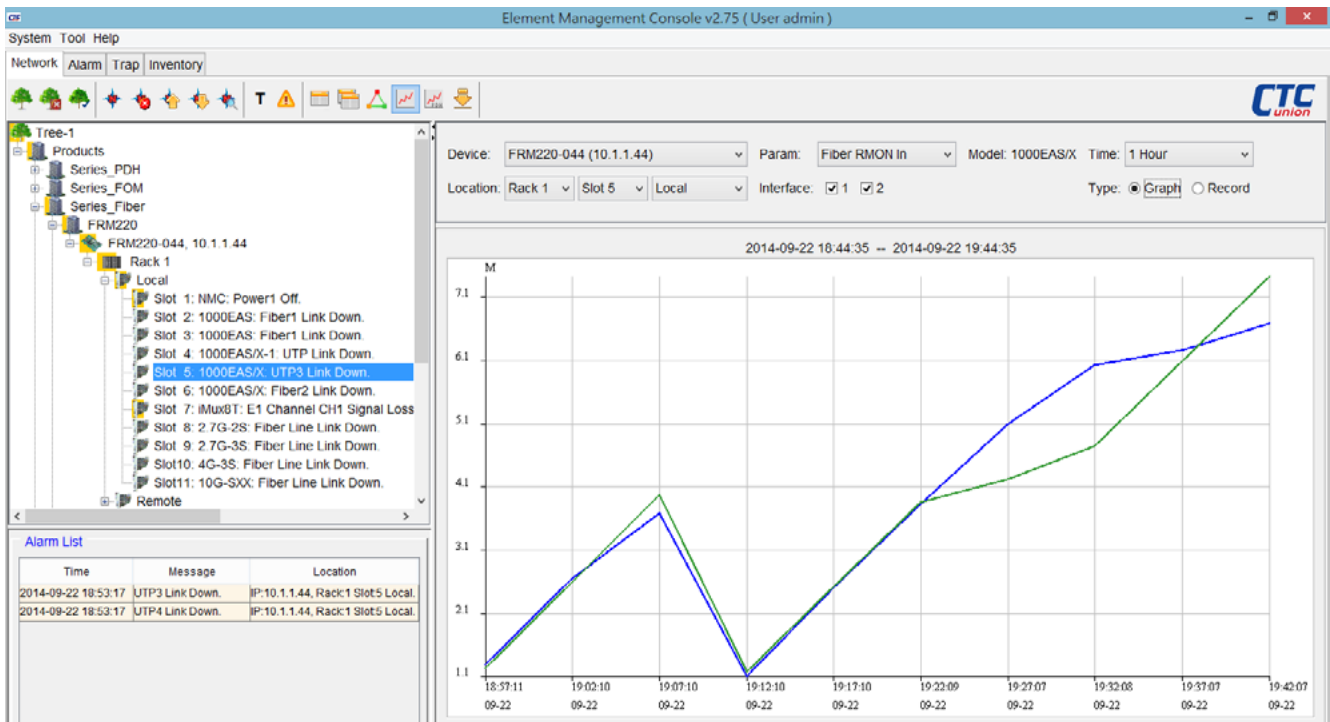 CTC
Element Management Console v2.75 ( User admin )
System Tool Help
Network Alarm Trap Inventory
T
CTC union
Tree-1
Products
Series_PDH
Series_FOM
Series_Fiber
FRM220
FRM220-044, 10.1.1.44
Rack 1
Local
Slot 1: NMC: Power1 Off.
Slot 2: 1000EAS: Fiber1 Link Down.
Slot 3: 1000EAS: Fiber1 Link Down.
Slot 4: 1000EAS/X-1: UTP Link Down.
Slot 5: 1000EAS/X: UTP3 Link Down.
Slot 6: 1000EAS/X: Fiber2 Link Down.
Slot 7: iMux8T: E1 Channel CH1 Signal Loss
Slot 8: 2.7G-2S: Fiber Line Link Down.
Slot 9: 2.7G-3S: Fiber Line Link Down.
Slot10: 4G-3S: Fiber Line Link Down.
Slot11: 10G-SXX: Fiber Line Link Down.
Remote
Alarm List
Time Message Location
2014-09-22 18:53:17 UTP3 Link Down. IP:10.1.1.44, Rack:1 Slot:5 Local.
2014-09-22 18:53:17 UTP4 Link Down. IP:10.1.1.44, Rack:1 Slot:5 Local.
Device: FRM220-044 (10.1.1.44) Param: Fiber RMON In Model: 1000EAS/X Time: 1 Hour
Location: Rack 1 Slot 5 Local Interface: 1 2 Type: Graph Record
2014-09-22 18:44:35 -- 2014-09-22 19:44:35
M
7.1
6.1
5.1
4.1
3.1
2.1
1.1
18:57:11 19:02:10 19:07:10 19:12:10 19:17:10 19:22:09 19:27:07 19:32:08 19:37:07 19:42:07
09-22 09-22 09-22 09-22 09-22 09-22 09-22 09-22 09-22 09-22